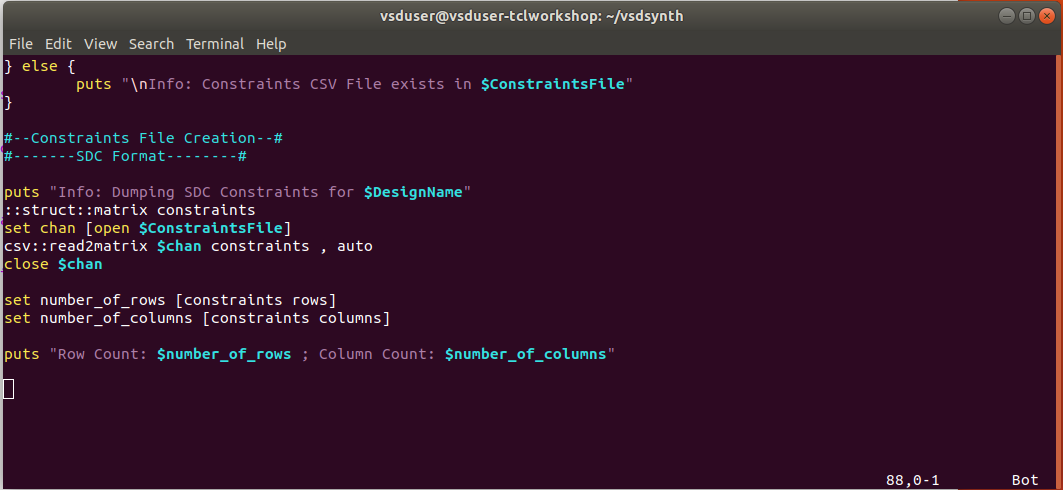 vsduser@vsduser-tclworkshop: ~/vsdsynth
File Edit View Search Terminal Help
} else {
        puts "\nInfo: Constraints CSV File exists in $ConstraintsFile"
}

#--Constraints File Creation--#
#-------SDC Format--------#

puts "Info: Dumping SDC Constraints for $DesignName"
::struct::matrix constraints
set chan [open $ConstraintsFile]
csv::read2matrix $chan constraints , auto
close $chan

set number_of_rows [constraints rows]
set number_of_columns [constraints columns]

puts "Row Count: $number_of_rows ; Column Count: $number_of_columns"

88,0-1 Bot